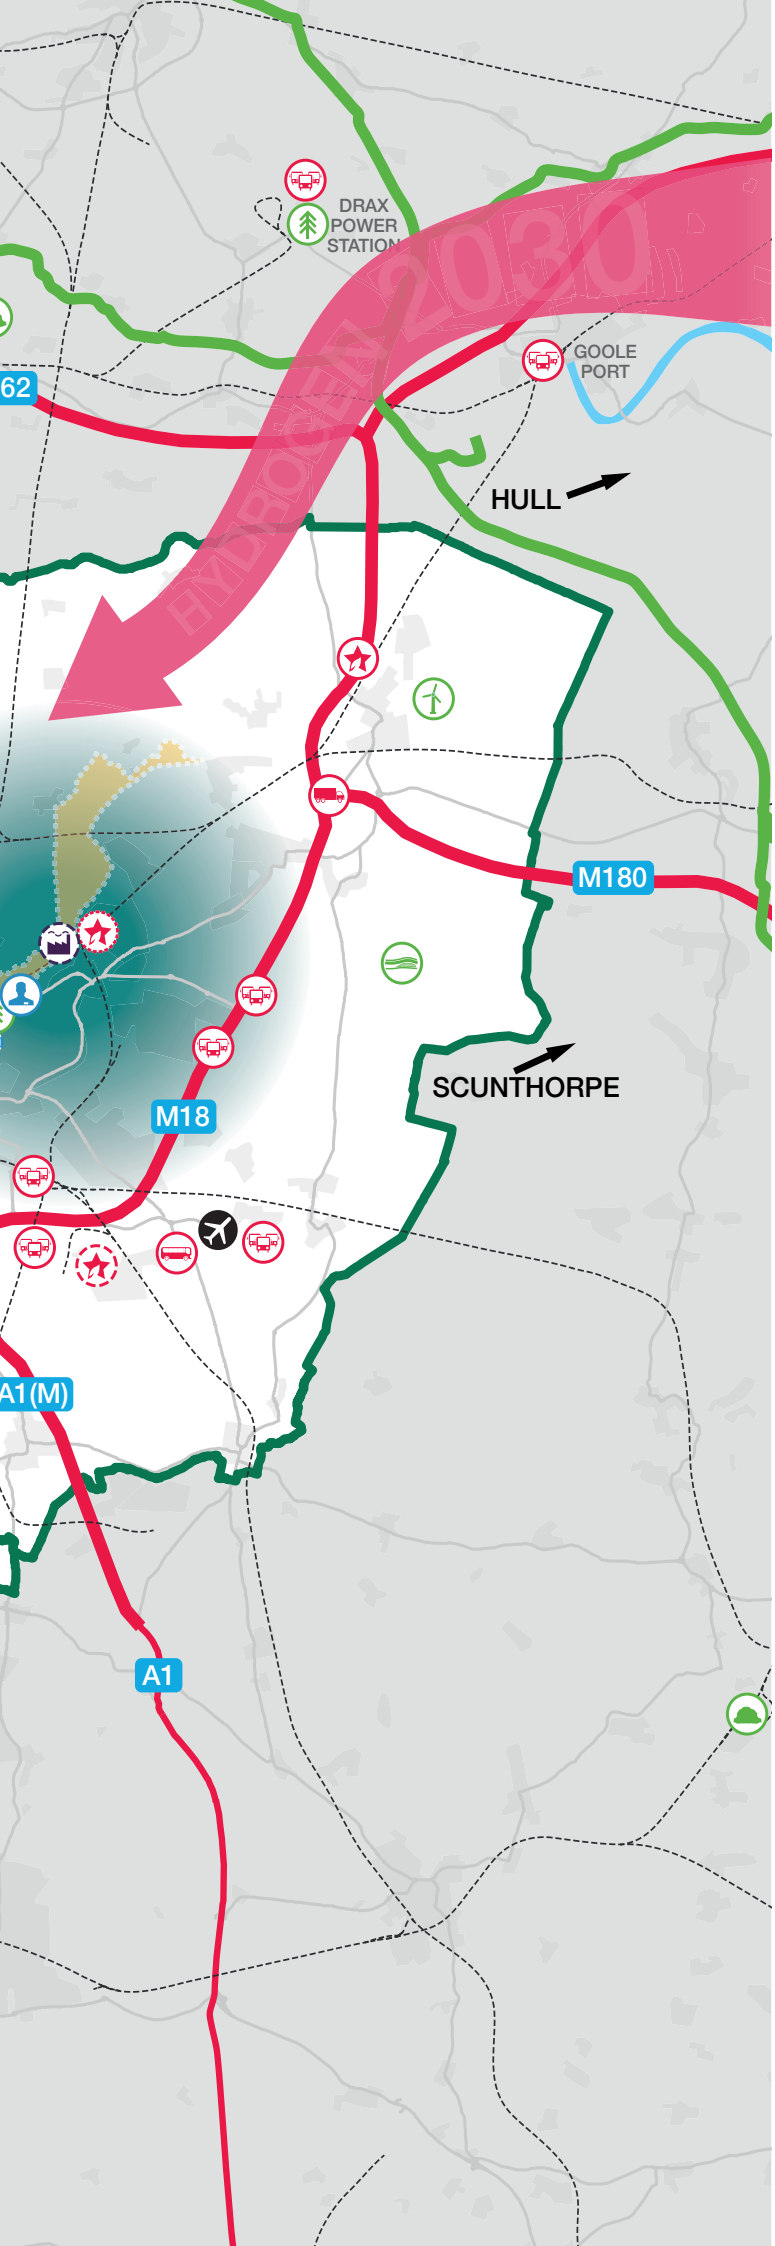 DRAX
POWER
STATION
HYDROGEN 2030
62
GOOLE
PORT
HULL
M180
SCUNTHORPE
M18
A1(M)
A1